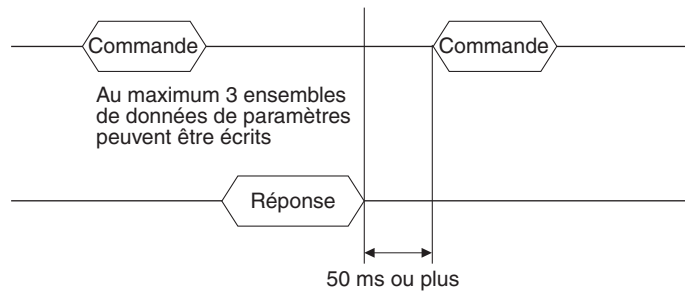 Commande
Commande
Au maximum 3 ensembles
de données de paramètres
peuvent être écrits
Réponse
50 ms ou plus